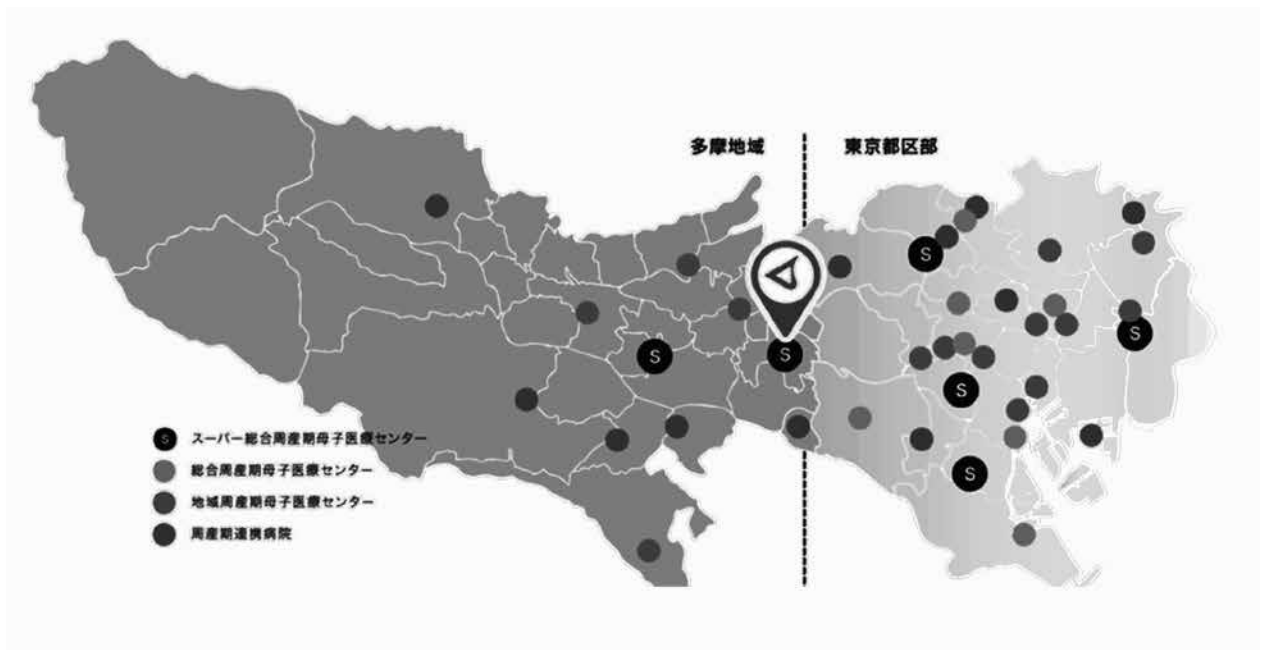 多摩地域
東京都区部
S
S
S
S
S
S
S スーパー総合周産期母子医療センター
総合周産期母子医療センター
地域周産期母子医療センター
周産期連携病院